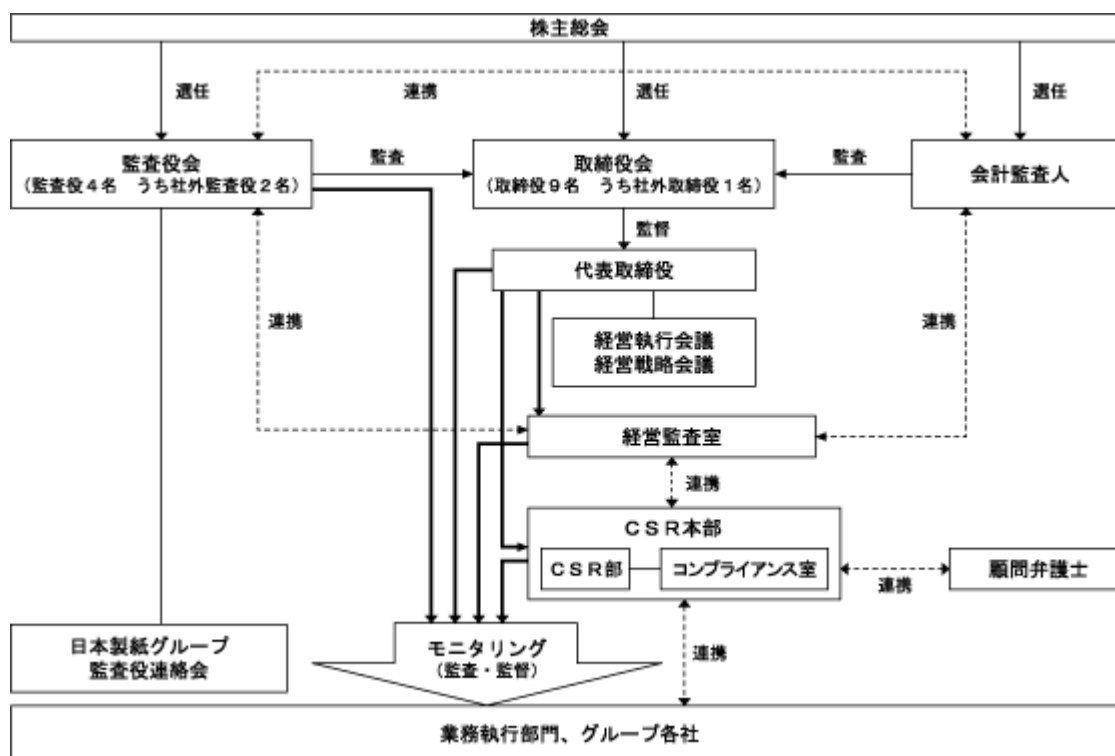 株主総会
選任
連携
選任
選任
監査役会
(監査役4名 うち社外監査役2名)
監査
取締役会
(取締役9名 うち社外取締役1名)
監査
会計監査人
監督
代表取締役
連携
経営執行会議
経営戦略会議
連携
経営監査室
連携
CSR本部
CSR部
コンプライアンス室
連携
顧問弁護士
日本製紙グループ
監査役連絡会
モニタリング
(監査・監督)
連携
業務執行部門、グループ各社